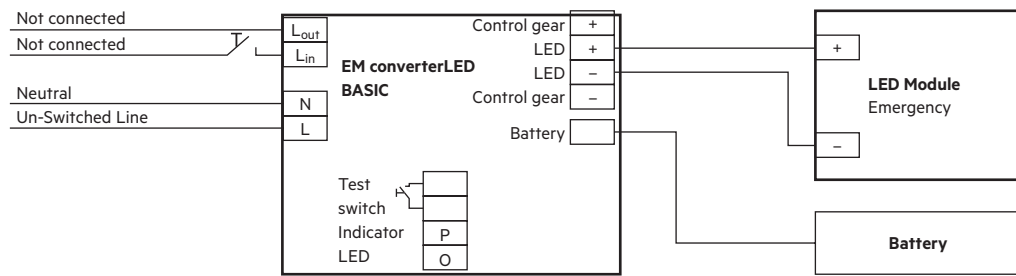 Not connected
Not connected
Neutral
Un-Switched Line
Lout
Lin
N
L
EM converterLED
BASIC
Control gear +
LED +
LED –
Control gear –
Battery
Test
switch
Indicator P
LED O
+
–
LED Module
Emergency
Battery